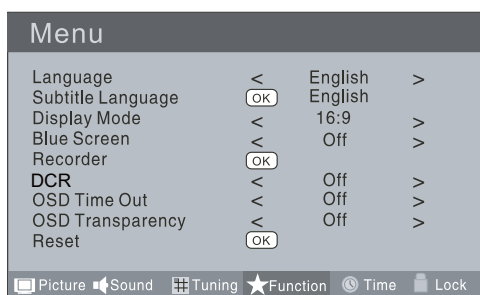 Menu
Language < English >
Subtitle Language OK English
Display Mode < 16:9 >
Blue Screen < Off >
Recorder OK
DCR < Off >
OSD Time Out < Off >
OSD Transparency < Off >
Reset OK
Picture Sound Tuning Function Time Lock